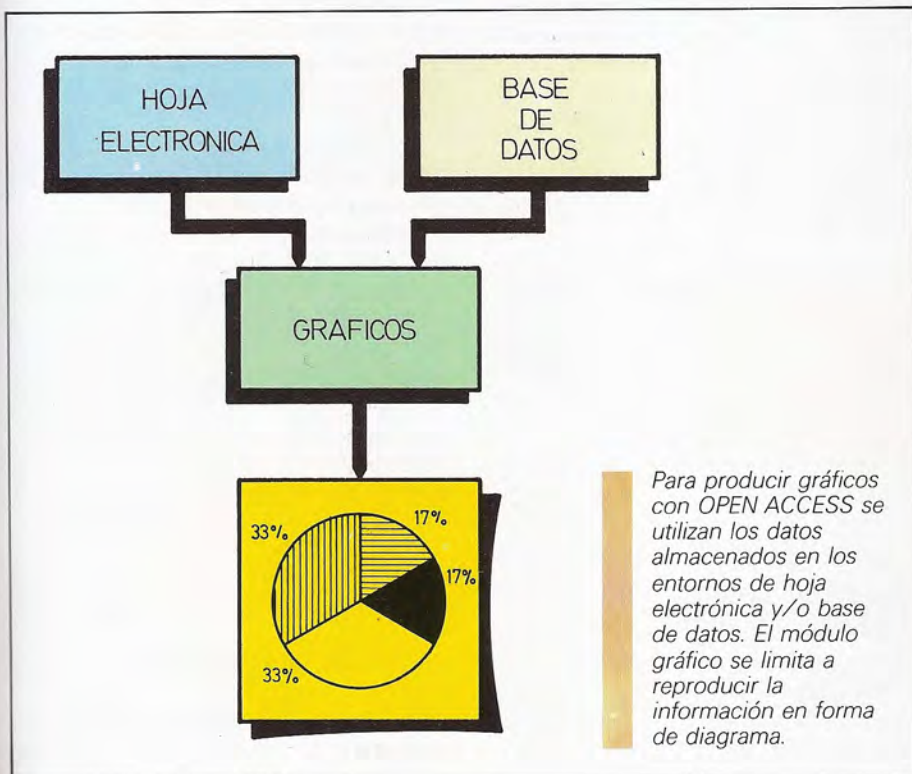 HOJA
ELECTRONICA
BASE
DE
DATOS
GRAFICOS
33%
17%
17%
33%
Para producir gráficos
con OPEN ACCESS se
utilizan los datos
almacenados en los
entornos de hoja
electrónica y/o base
de datos. El módulo
gráfico se limita a
reproducir la
información en forma
de diagrama.